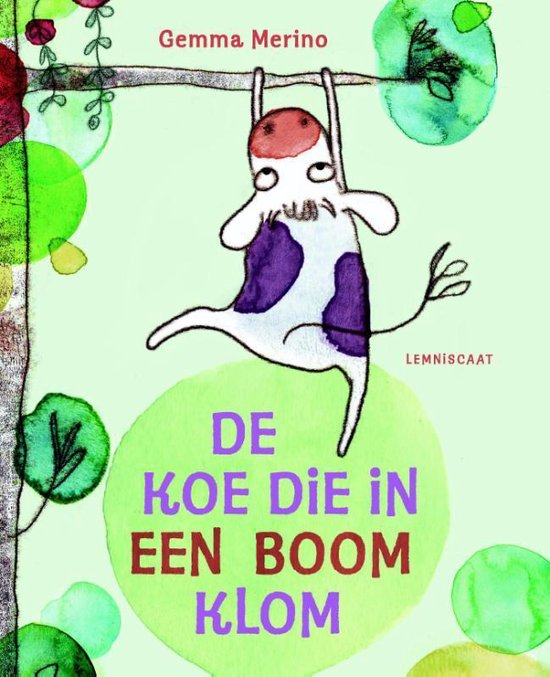 Gemma Merino
LEMNiSCAAT
DE
KOE DiE iN
EEN BOOM
KLOM